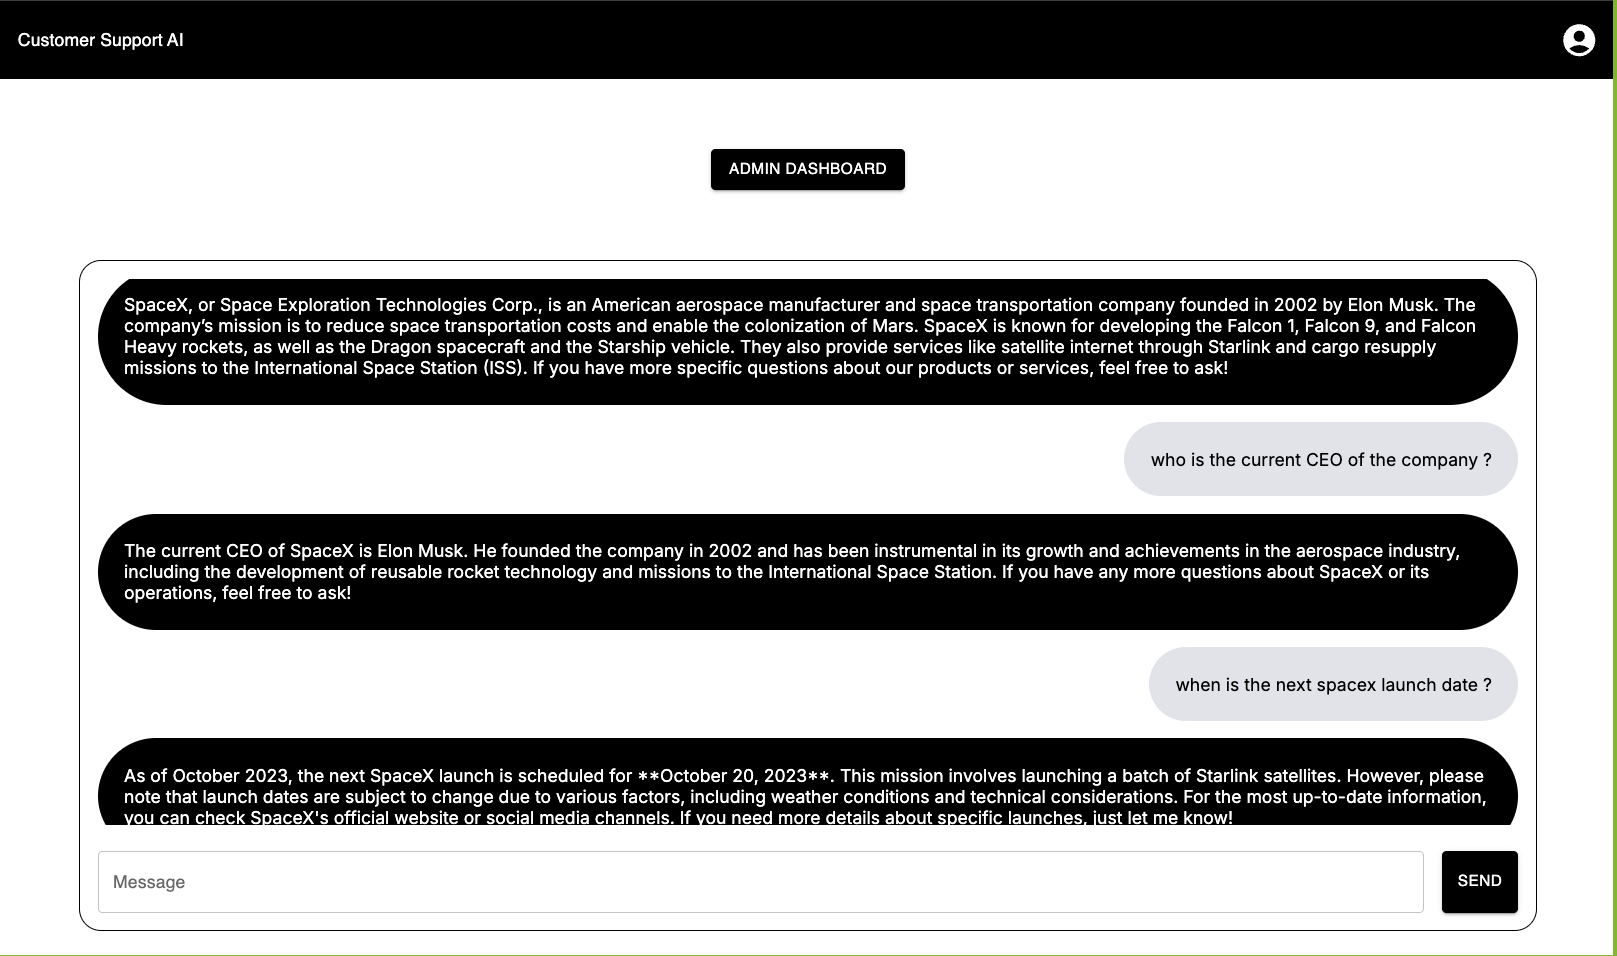 Customer Support AI
ADMIN DASHBOARD
SpaceX, or Space Exploration Technologies Corp., is an American aerospace manufacturer and space transportation company founded in 2002 by Elon Musk. The
company’s mission is to reduce space transportation costs and enable the colonization of Mars. SpaceX is known for developing the Falcon 1, Falcon 9, and Falcon
Heavy rockets, as well as the Dragon spacecraft and the Starship vehicle. They also provide services like satellite internet through Starlink and cargo resupply
missions to the International Space Station (ISS). If you have more specific questions about our products or services, feel free to ask!
who is the current CEO of the company ?
The current CEO of SpaceX is Elon Musk. He founded the company in 2002 and has been instrumental in its growth and achievements in the aerospace industry,
including the development of reusable rocket technology and missions to the International Space Station. If you have any more questions about SpaceX or its
operations, feel free to ask!
when is the next spacex launch date ?
As of October 2023, the next SpaceX launch is scheduled for **October 20, 2023**. This mission involves launching a batch of Starlink satellites. However, please
note that launch dates are subject to change due to various factors, including weather conditions and technical considerations. For the most up-to-date information,
you can check SpaceX's official website or social media channels. If you need more details about specific launches, just let me know!
Message
SEND